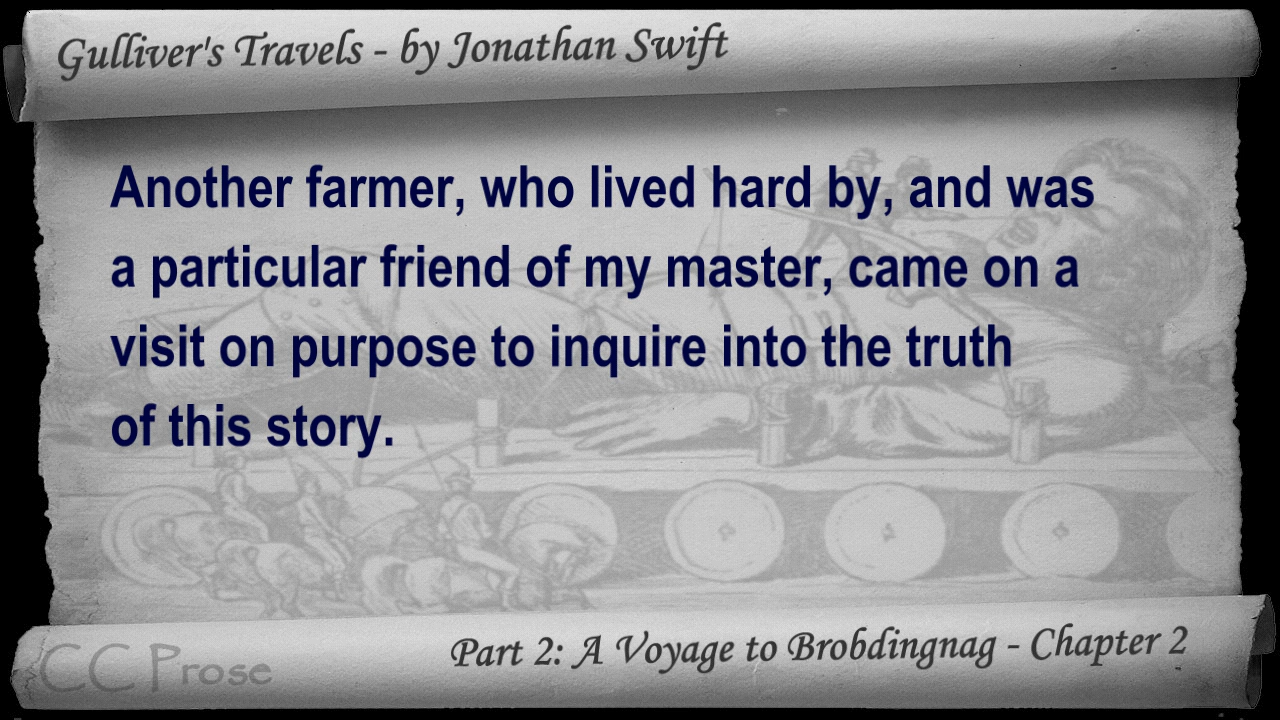 Gulliver's Travels - by Jonathan Swift
Another farmer, who lived hard by, and was
a particular friend of my master, came on a
visit on purpose to inquire into the truth
of this story.
Part 2: A Voyage to Brobdingnag - Chapter 2
CC Prose